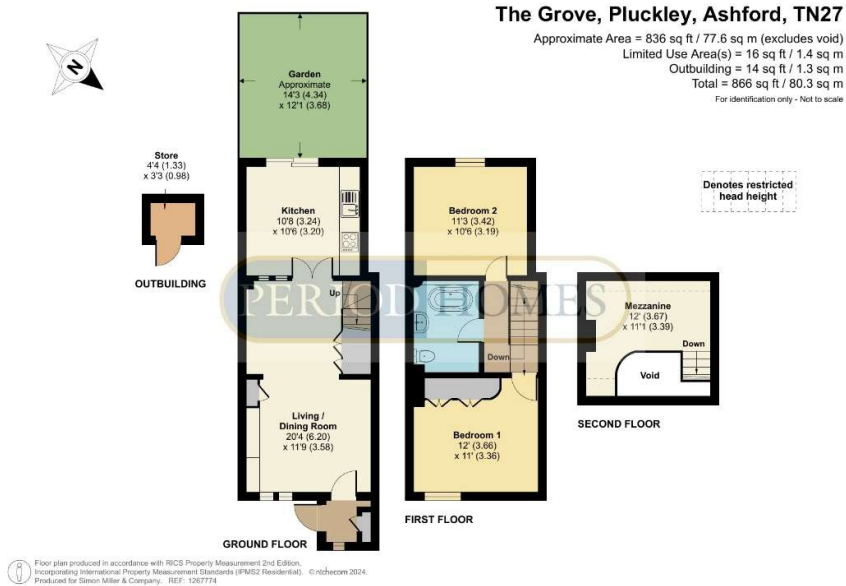 The Grove, Pluckley, Ashford, TN27
Approximate Area = 836 sq ft / 77.6 sq m (excludes void)
Limited Use Area(s) = 16 sq ft / 1.4 sq m
Outbuilding = 14 sq ft / 1.3 sq m
Total = 866 sq ft / 80.3 sq m
For identification only - Not to scale
N
Garden
Approximate
14'3 (4.34)
x 12'1 (3.68)
Store
4'4 (1.33)
x 3'3 (0.98)
OUTBUILDING
Kitchen
10'8 (3.24)
x 10'6 (3.20)
Up
Living /
Dining Room
20'4 (6.20)
x 11'9 (3.58)
GROUND FLOOR
Bedroom 2
11'3 (3.42)
x 10'6 (3.19)
Down
Bedroom 1
12' (3.66)
x 11' (3.36)
FIRST FLOOR
Denotes restricted
head height
Mezzanine
12' (3.67)
x 11'1 (3.39)
Down
Void
SECOND FLOOR
PERIOD HOMES
Floor plan produced in accordance with RICS Property Measurement 2nd Edition,
Incorporating International Property Measurement Standards (IPMS2 Residential). © nichecom 2024.
Produced for Simon Miller & Company. REF: 1267774